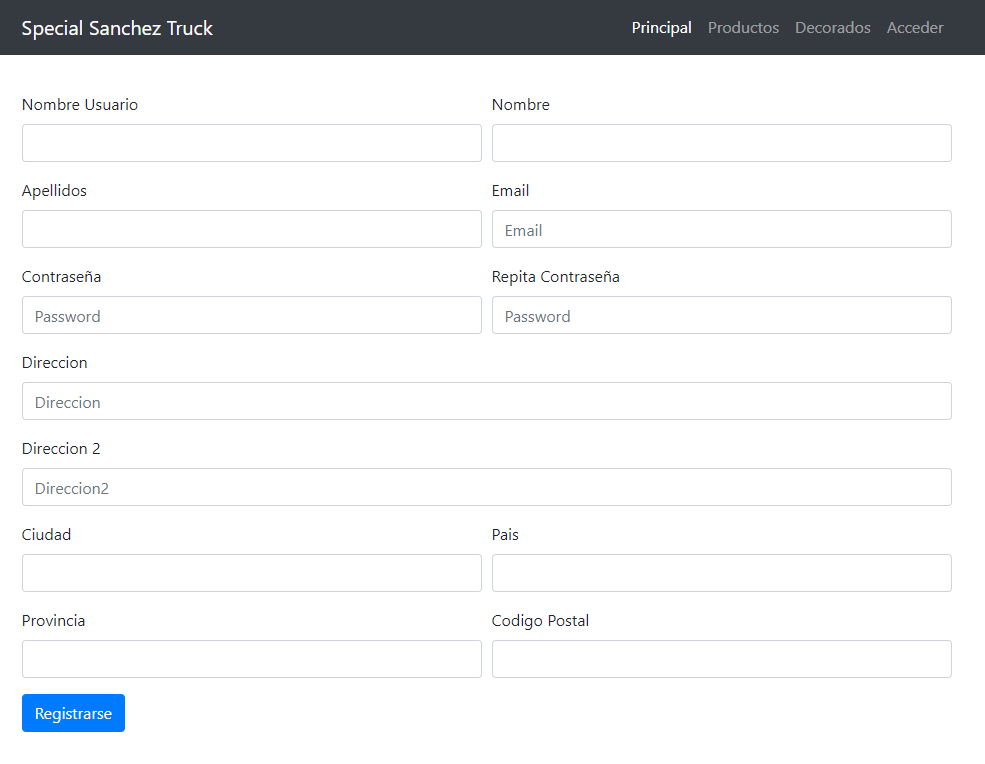 Special Sanchez Truck Principal Productos Decorados Acceder
Nombre Usuario Nombre
Apellidos Email
Email
Contraseña Repita Contraseña
Password Password
Direccion
Direccion
Direccion 2
Direccion2
Ciudad Pais
Provincia Codigo Postal
Registrarse